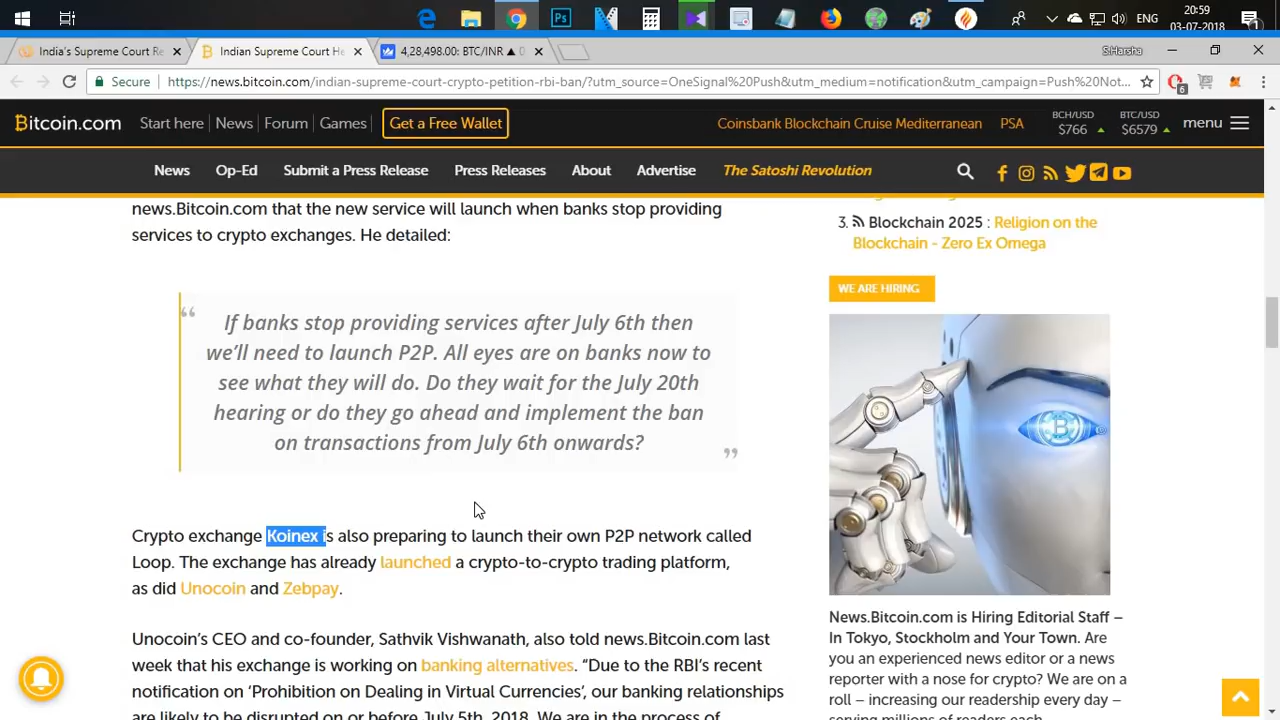 20:59
ENG
03-07-2018
India's Supreme Court Re
Indian Supreme Court He
4,28,498.00: BTC/INR ▲ 0
S.Harsha
Secure
https://news.bitcoin.com/indian-supreme-court-crypto-petition-rbi-ban/?utm_source=OneSignal%20Push&utm_medium=notification&utm_campaign=Push%20Not...
6
Bitcoin.com
Start here
News
Forum
Games
Get a Free Wallet
Coinsbank Blockchain Cruise Mediterranean
PSA
BCH/USD
$766
BTC/USD
$6579
menu
News
Op-Ed
Submit a Press Release
Press Releases
About
Advertise
The Satoshi Revolution
news.Bitcoin.com that the new service will launch when banks stop providing
services to crypto exchanges. He detailed:
“
If banks stop providing services after July 6th then
we’ll need to launch P2P. All eyes are on banks now to
see what they will do. Do they wait for the July 20th
hearing or do they go ahead and implement the ban
on transactions from July 6th onwards?
”
Crypto exchange Koinex is also preparing to launch their own P2P network called
Loop. The exchange has already launched a crypto-to-crypto trading platform,
as did Unocoin and Zebpay.
Unocoin’s CEO and co-founder, Sathvik Vishwanath, also told news.Bitcoin.com last
week that his exchange is working on banking alternatives. “Due to the RBI’s recent
notification on ‘Prohibition on Dealing in Virtual Currencies’, our banking relationships
are likely to be disrupted on or before July 5th, 2018. We are in the process of
3. Blockchain 2025 : Religion on the
Blockchain - Zero Ex Omega
WE ARE HIRING
News.Bitcoin.com is Hiring Editorial Staff –
In Tokyo, Stockholm and Your Town. Are
you an experienced news editor or a news
reporter with a nose for crypto? We are on a
roll – increasing our readership every day –
serving millions of readers each